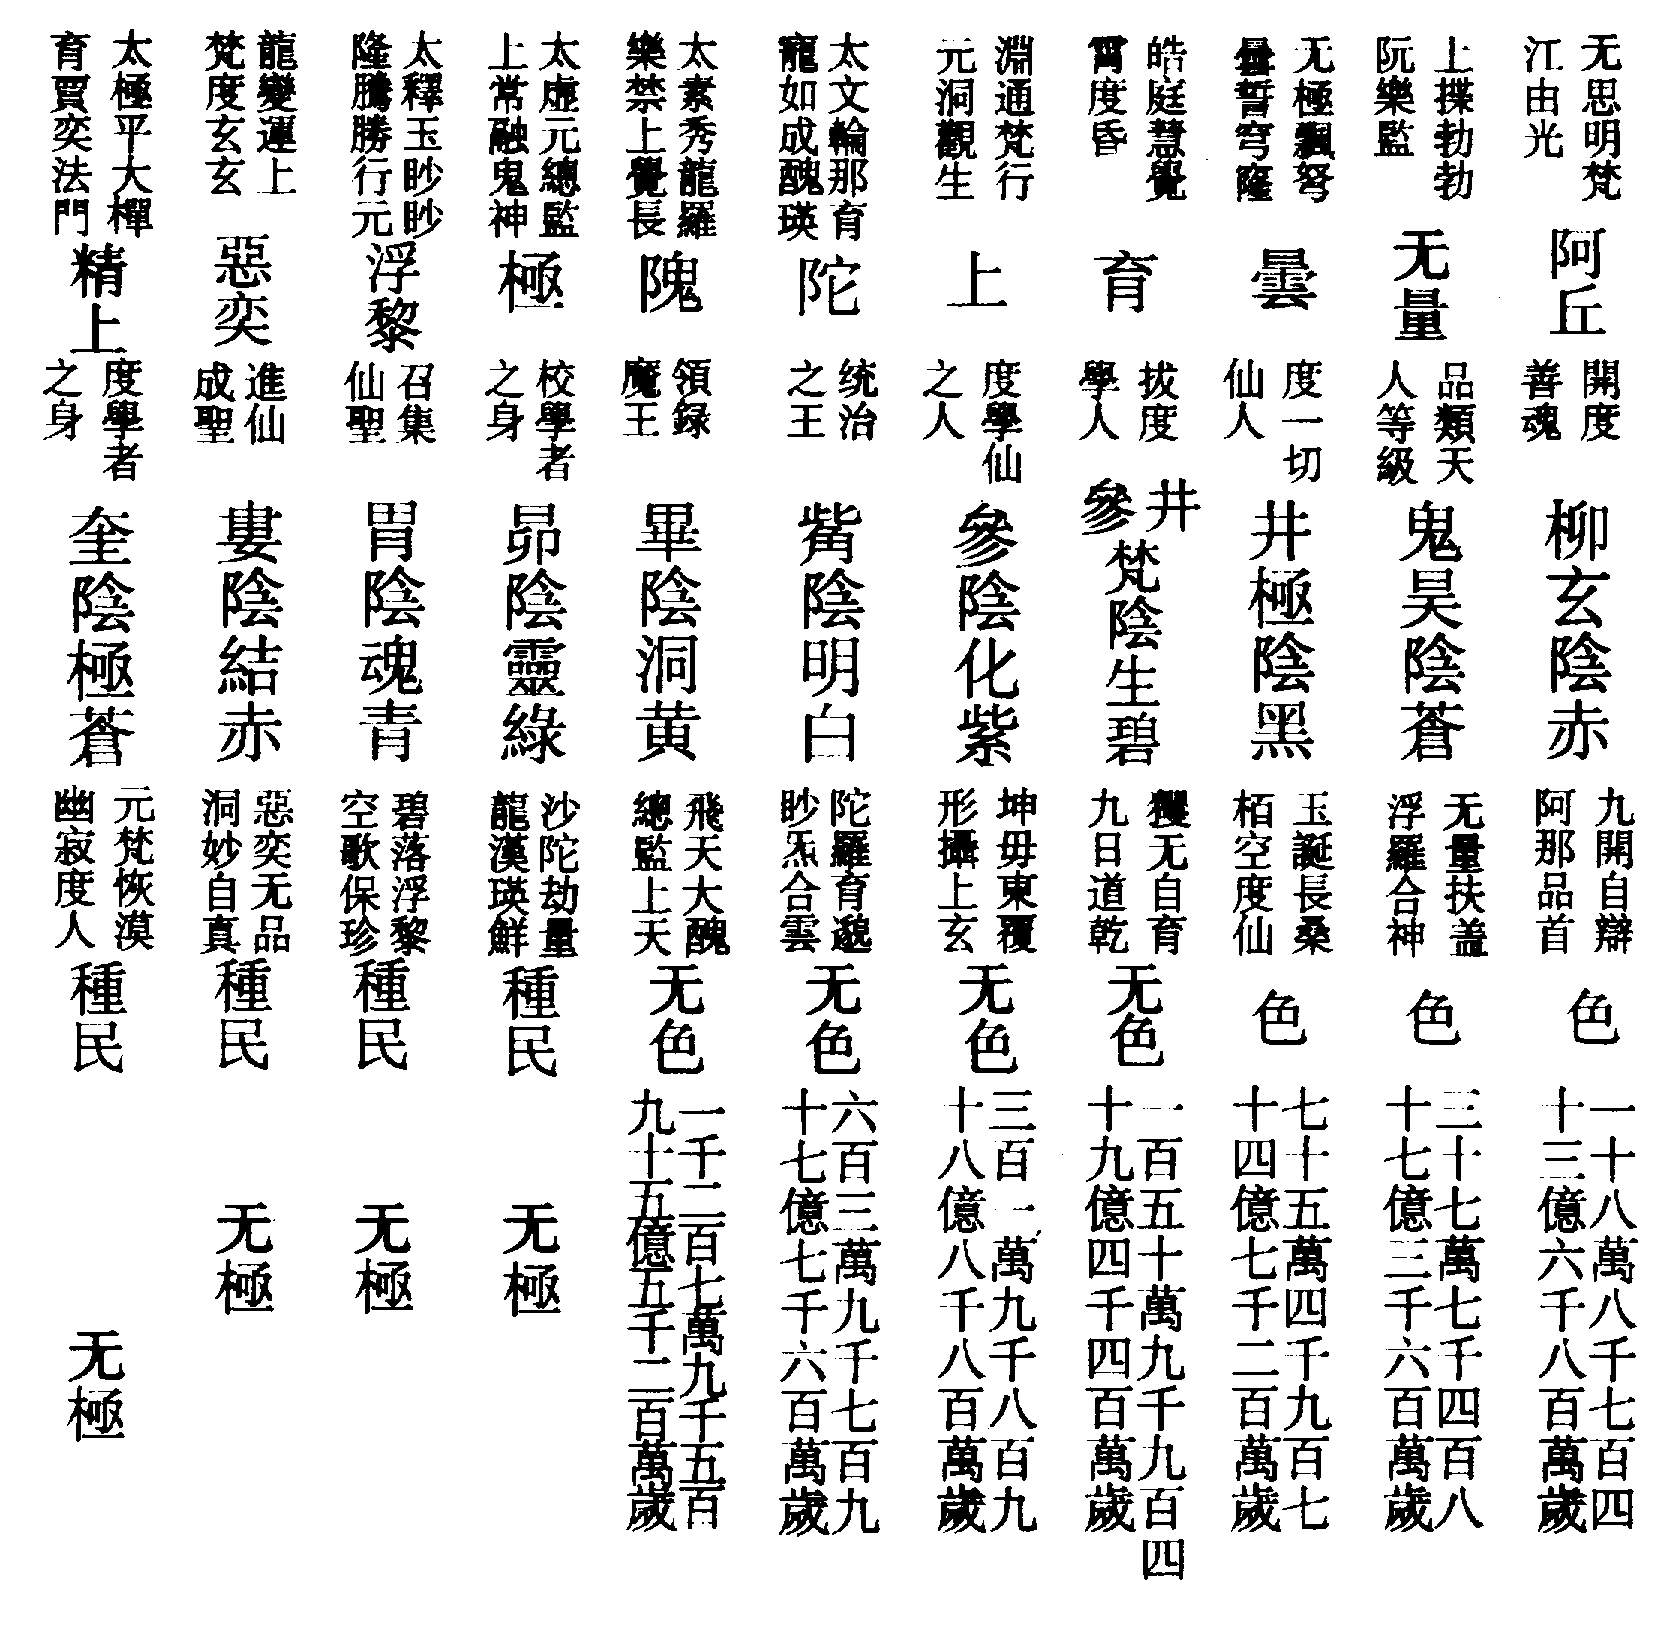 无思明梵
江由光
阿丘
開度
善魂
柳玄陰赤
九開自辯
阿那品首
色
一十八萬八千七百四
十三億六千八百萬歲
上揲勃勃
阮樂監
无量
品類天
人等級
鬼昊陰蒼
无量扶蓋
浮羅合神
色
三十七萬七千四百八
十七億三千六百萬歲
无極飄弩
曇誓穹隆
曇
度一切
仙人
井極陰黑
玉誕長桑
栢空度仙
色
七十五萬四千九百七
十四億七千二百萬歲
皓庭慧覺
霄度昏
育
拔度
學人
井
參
梵陰生碧
玃无自育
九日道乾
无色
一百五十萬九千九百四
十九億四千四百萬歲
淵通梵行
元洞觀生
上
度學仙
之人
參陰化紫
坤毋東覆
形攝上玄
无色
三百一萬九千八百九
十八億八千八百萬歲
太文輪那育
寵如成醜瑛
陀
统治
之王
觜陰明白
陀羅育邈
眇炁合雲
无色
六百三萬九千七百九
十七億七千六百萬歲
太素秀龍羅
樂禁上覺長
隗
領録
魔王
畢陰洞黄
飛天大醜
總監上天
无色
一千二百七萬九千五百
九十五億五千二百萬歲
太虛元總監
上常融鬼神
極
校學者
之身
昴陰靈綠
沙陀劫量
龍漢瑛鮮
種民
无極
太釋玉眇眇
隆騰勝行元
浮黎
召集
仙聖
胃陰魂青
碧落浮黎
空歌保珍
種民
无極
龍變運上
梵度玄玄
惡奕
進仙
成聖
婁陰結赤
惡奕无品
洞妙自真
種民
无極
太極平大樿
育賈奕法門
精上
度學者
之身
奎陰極蒼
元梵恢漠
幽寂度人
種民
无極